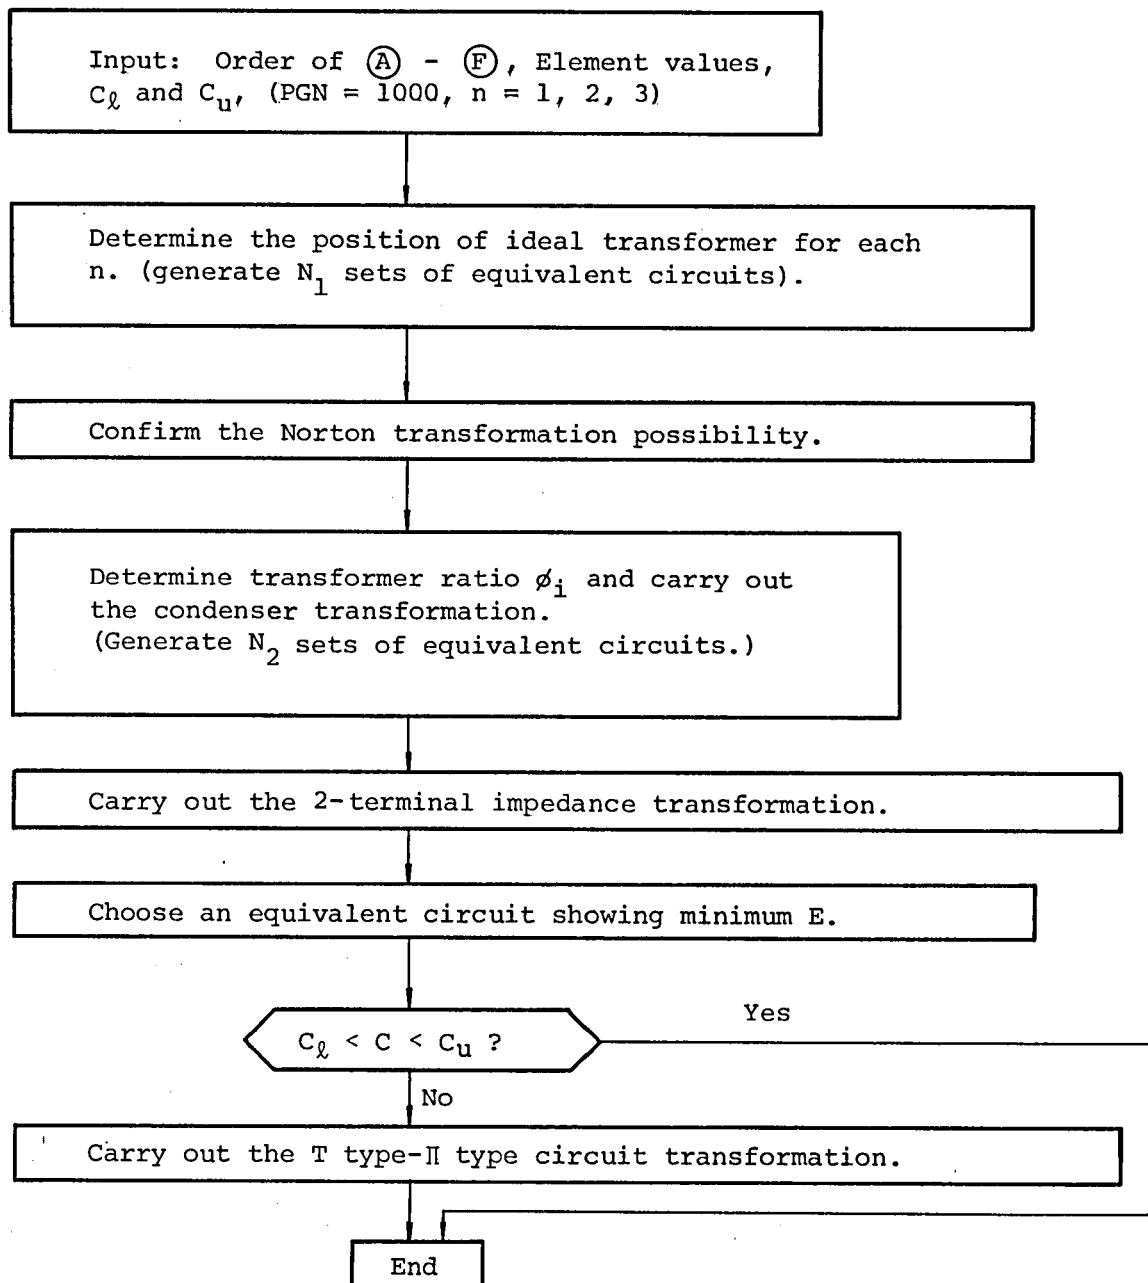 Input: Order of Ⓐ - Ⓕ, Element values,
Cℓ and Cu, (PGN = 1000, n = 1, 2, 3)
Determine the position of ideal transformer for each
n. (generate N1 sets of equivalent circuits).
Confirm the Norton transformation possibility.
Determine transformer ratio ϕi and carry out
the condenser transformation.
(Generate N2 sets of equivalent circuits.)
Carry out the 2-terminal impedance transformation.
Choose an equivalent circuit showing minimum E.
Cℓ < C < Cu ?
Yes
No
Carry out the T type-Π type circuit transformation.
End